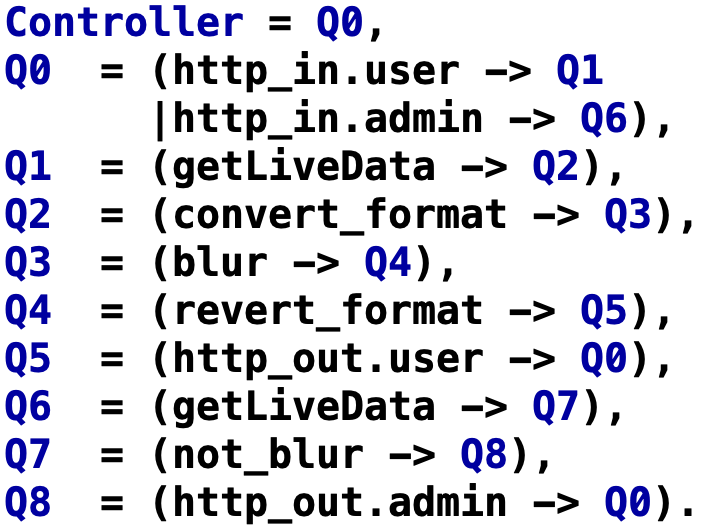 Controller = Q0,
Q0  = (http_in.user -> Q1
      |http_in.admin -> Q6),
Q1  = (getLiveData -> Q2),
Q2  = (convert_format -> Q3),
Q3  = (blur -> Q4),
Q4  = (revert_format -> Q5),
Q5  = (http_out.user -> Q0),
Q6  = (getLiveData -> Q7),
Q7  = (not_blur -> Q8),
Q8  = (http_out.admin -> Q0).